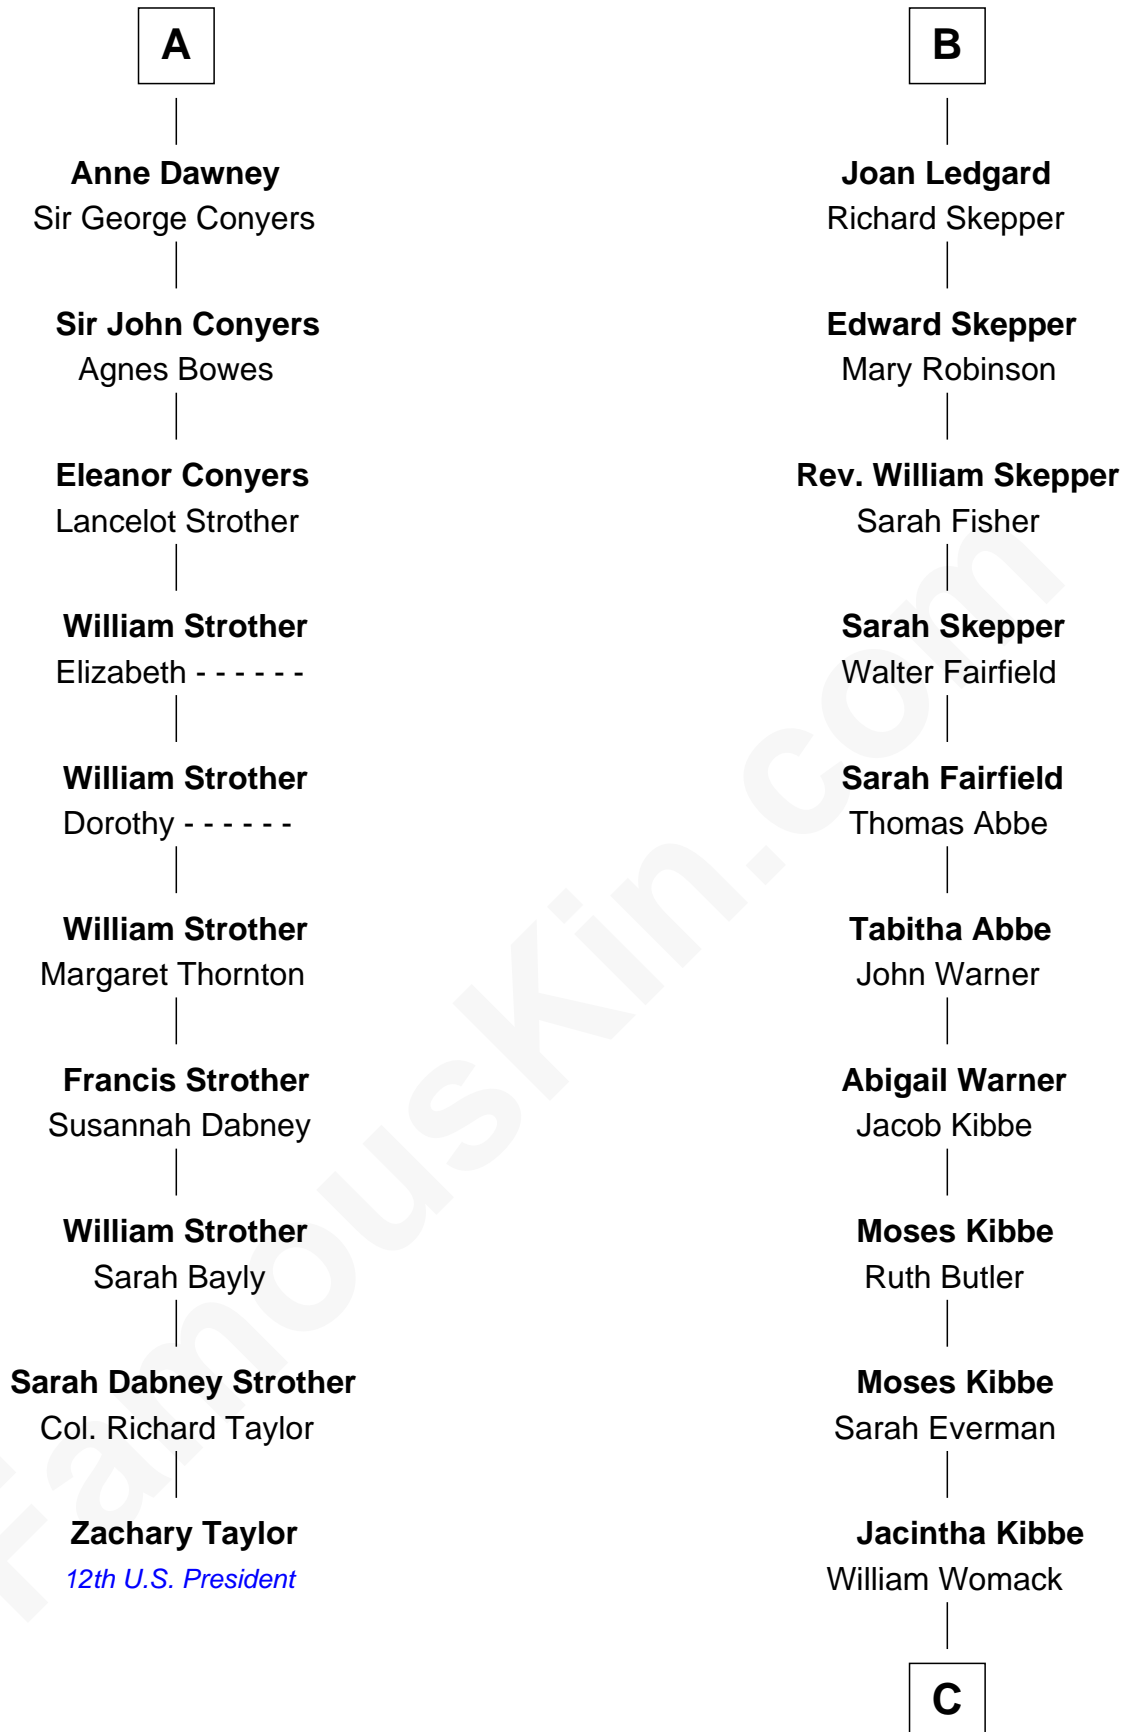 A
Anne Dawney
Sir George Conyers
Sir John Conyers
Agnes Bowes
Eleanor Conyers
Lancelot Strother
William Strother
Elizabeth - - - - - -
William Strother
Dorothy - - - - - -
William Strother
Margaret Thornton
Francis Strother
Susannah Dabney
William Strother
Sarah Bayly
Sarah Dabney Strother
Col. Richard Taylor
Zachary Taylor
12th U.S. President
B
Joan Ledgard
Richard Skepper
Edward Skepper
Mary Robinson
Rev. William Skepper
Sarah Fisher
Sarah Skepper
Walter Fairfield
Sarah Fairfield
Thomas Abbe
Tabitha Abbe
John Warner
Abigail Warner
Jacob Kibbe
Moses Kibbe
Ruth Butler
Moses Kibbe
Sarah Everman
Jacintha Kibbe
William Womack
C
FamousKin.com